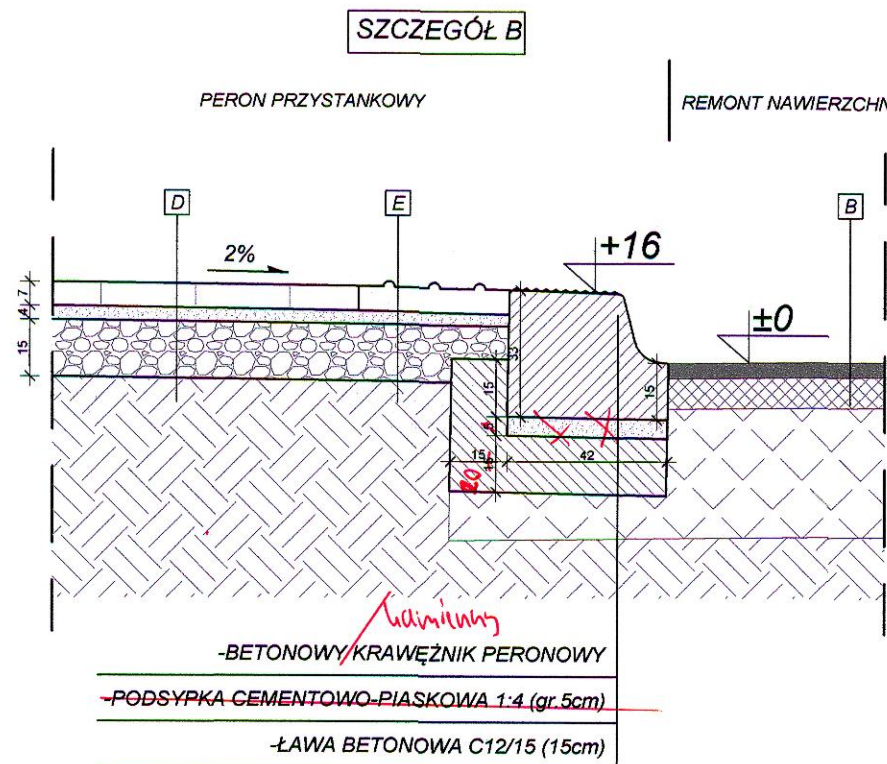 SZCZEGÓŁ B
PERON PRZYSTANKOWY
REMONT NAWIERZCHN
D
E
B
2%
+16
±0
7
4
15
33
15
5
15
15
42
15
20
kamienny
-BETONOWY KRAWĘŻNIK PERONOWY
-PODSYPKA CEMENTOWO-PIASKOWA 1:4 (gr.5cm)
-ŁAWA BETONOWA C12/15 (15cm)